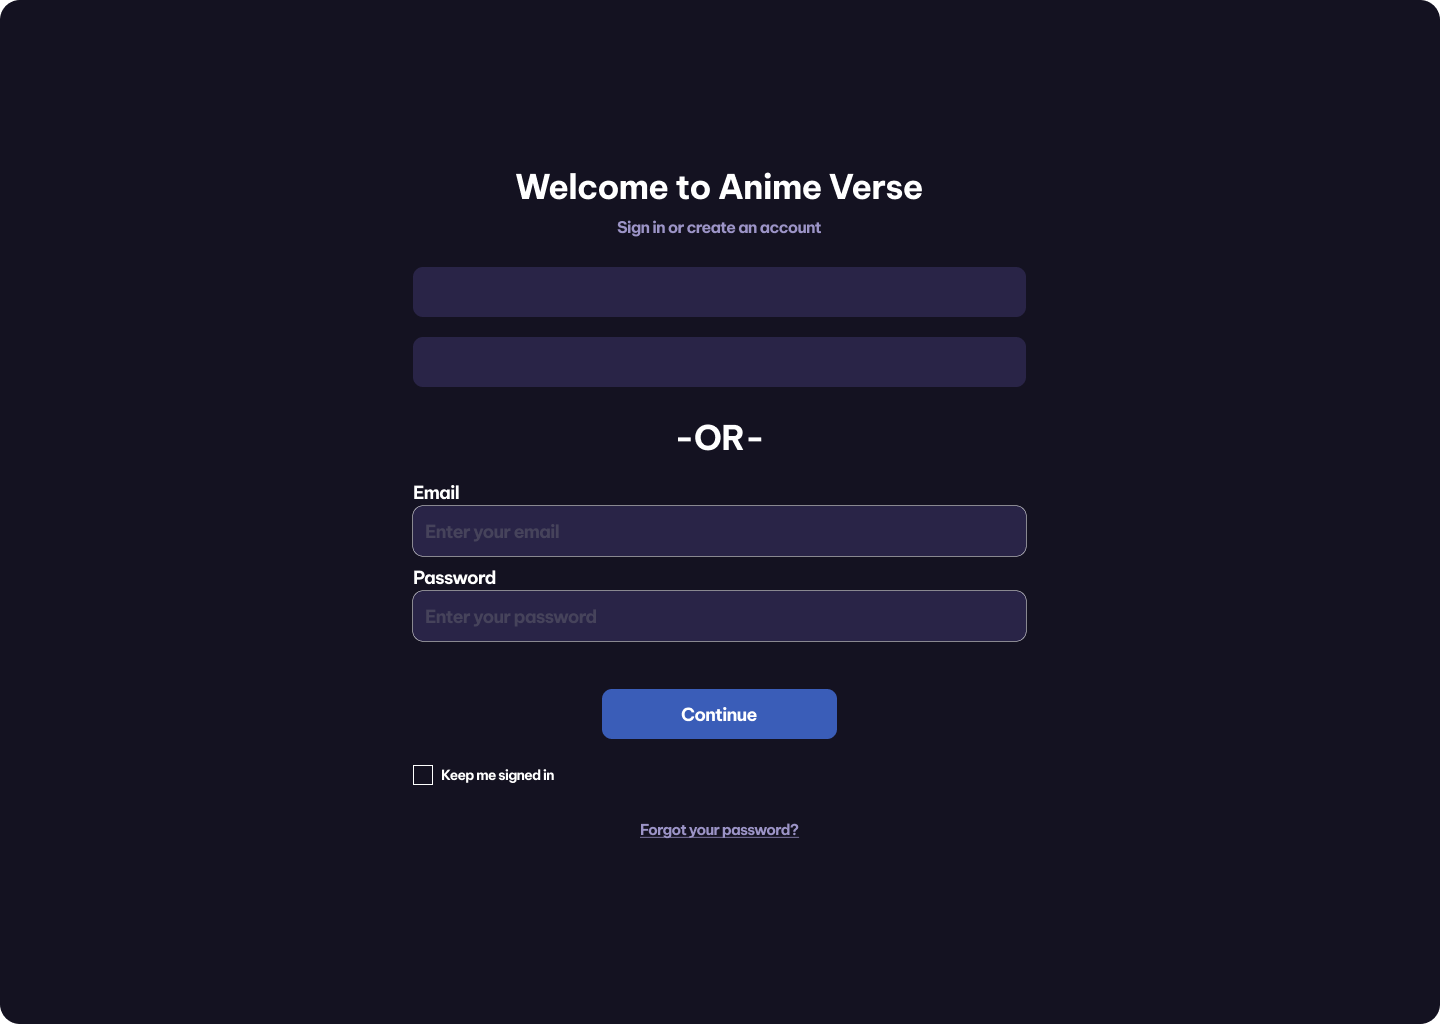 Welcome to Anime Verse
Sign in or create an account
-OR-
Email
Enter your email
Password
Enter your password
Continue
Keep me signed in
Forgot your password?